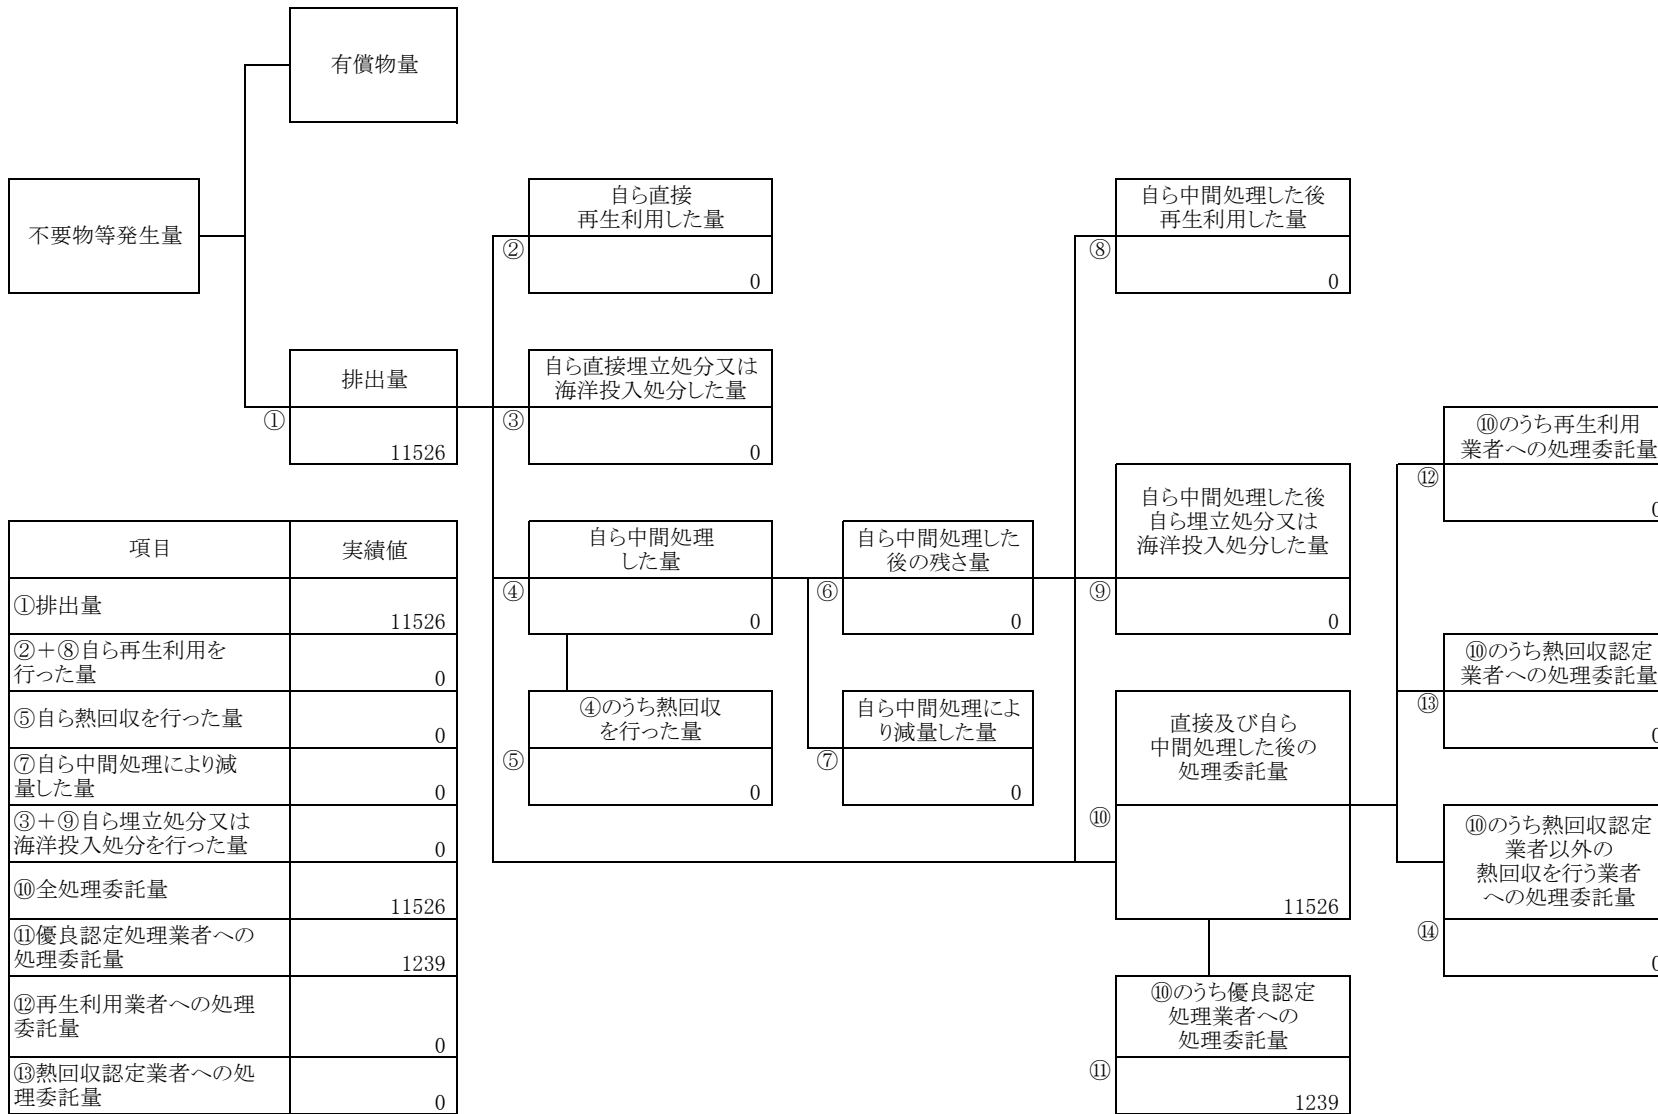 有償物量
不要物等発生量
自ら直接
再生利用した量
②
0
自ら中間処理した後
再生利用した量
⑧
0
排出量
①
11526
自ら直接埋立処分又は
海洋投入処分した量
③
0
⑩のうち再生利用
業者への処理委託量
⑫
0
自ら中間処理した後
自ら埋立処分又は
海洋投入処分した量
⑨
0
自ら中間処理
した量
④
0
自ら中間処理した
後の残さ量
⑥
0
⑩のうち熱回収認定
業者への処理委託量
⑬
0
④のうち熱回収
を行った量
⑤
0
自ら中間処理によ
り減量した量
⑦
0
直接及び自ら
中間処理した後の
処理委託量
⑩
11526
⑩のうち熱回収認定
業者以外の
熱回収を行う業者
への処理委託量
⑭
0
⑩のうち優良認定
処理業者への
処理委託量
⑪
1239
項目 実績値
①排出量 11526
②+⑧自ら再生利用を
行った量 0
⑤自ら熱回収を行った量 0
⑦自ら中間処理により減
量した量 0
③+⑨自ら埋立処分又は
海洋投入処分を行った量 0
⑩全処理委託量 11526
⑪優良認定処理業者への
処理委託量 1239
⑫再生利用業者への処理
委託量 0
⑬熱回収認定業者への処
理委託量 0